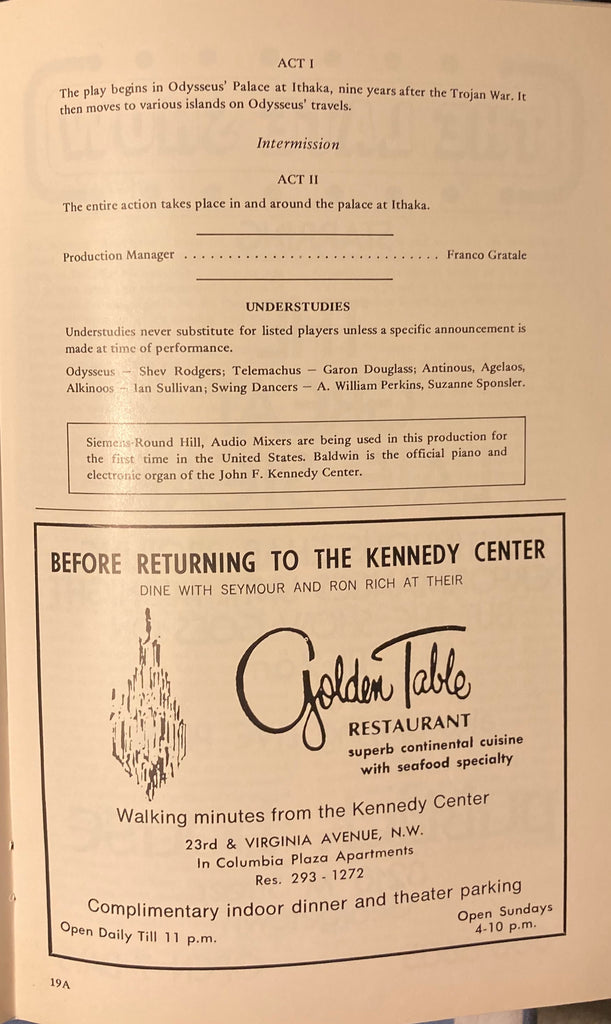 ACT I
The play begins in Odysseus' Palace at Ithaka, nine years after the Trojan War. It
then moves to various islands on Odysseus' travels.
Intermission
ACT II
The entire action takes place in and around the palace at Ithaka.
Production Manager . . . . . . . . . . . . . . . . . . . . . . . . . . . . . Franco Gratale
UNDERSTUDIES
Understudies never substitute for listed players unless a specific announcement is
made at time of performance.
Odysseus — Shev Rodgers; Telemachus — Garon Douglass; Antinous, Agelaos,
Alkinoos — Ian Sullivan; Swing Dancers — A. William Perkins, Suzanne Sponsler.
Siemens-Round Hill, Audio Mixers are being used in this production for
the first time in the United States. Baldwin is the official piano and
electronic organ of the John F. Kennedy Center.
BEFORE RETURNING TO THE KENNEDY CENTER
DINE WITH SEYMOUR AND RON RICH AT THEIR
Golden Table
RESTAURANT
superb continental cuisine
with seafood specialty
Walking minutes from the Kennedy Center
23rd & VIRGINIA AVENUE, N.W.
In Columbia Plaza Apartments
Res. 293 - 1272
Complimentary indoor dinner and theater parking
Open Daily Till 11 p.m.
Open Sundays
4-10 p.m.
19A